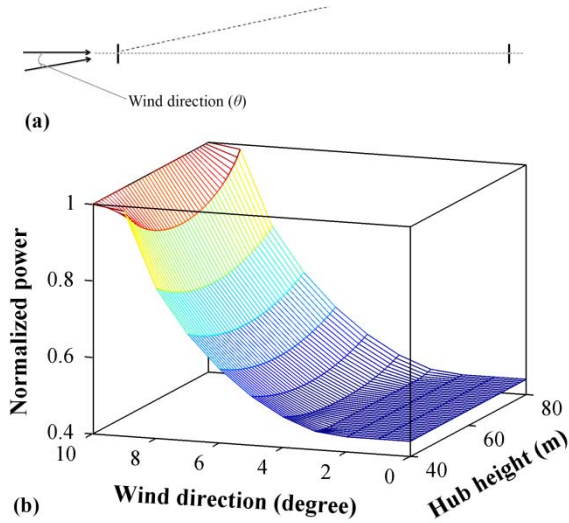 Wind direction (θ)
(a)
1
0.8
0.6
0.4
Normalized power
10
8
6
4
2
0
Wind direction (degree)
40
60
80
Hub height (m)
(b)